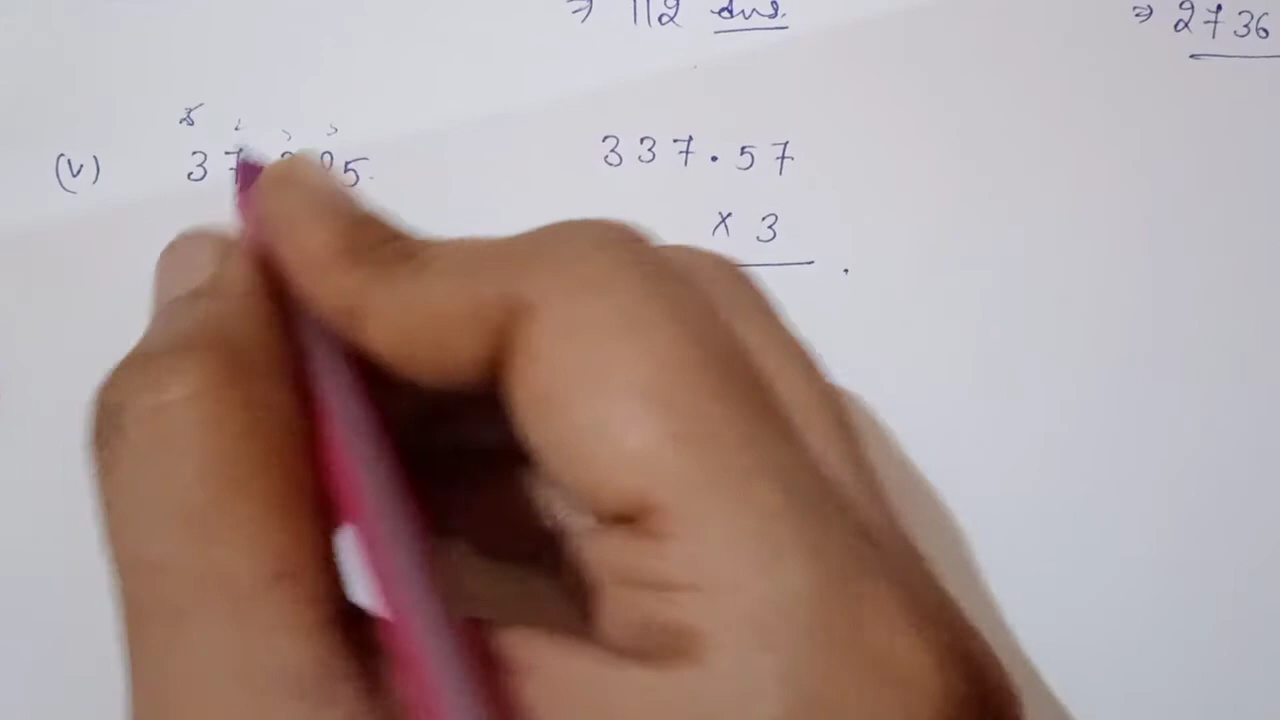 ⇒ 112 ans.
⇒ 2736
(v) 337.57
× 3